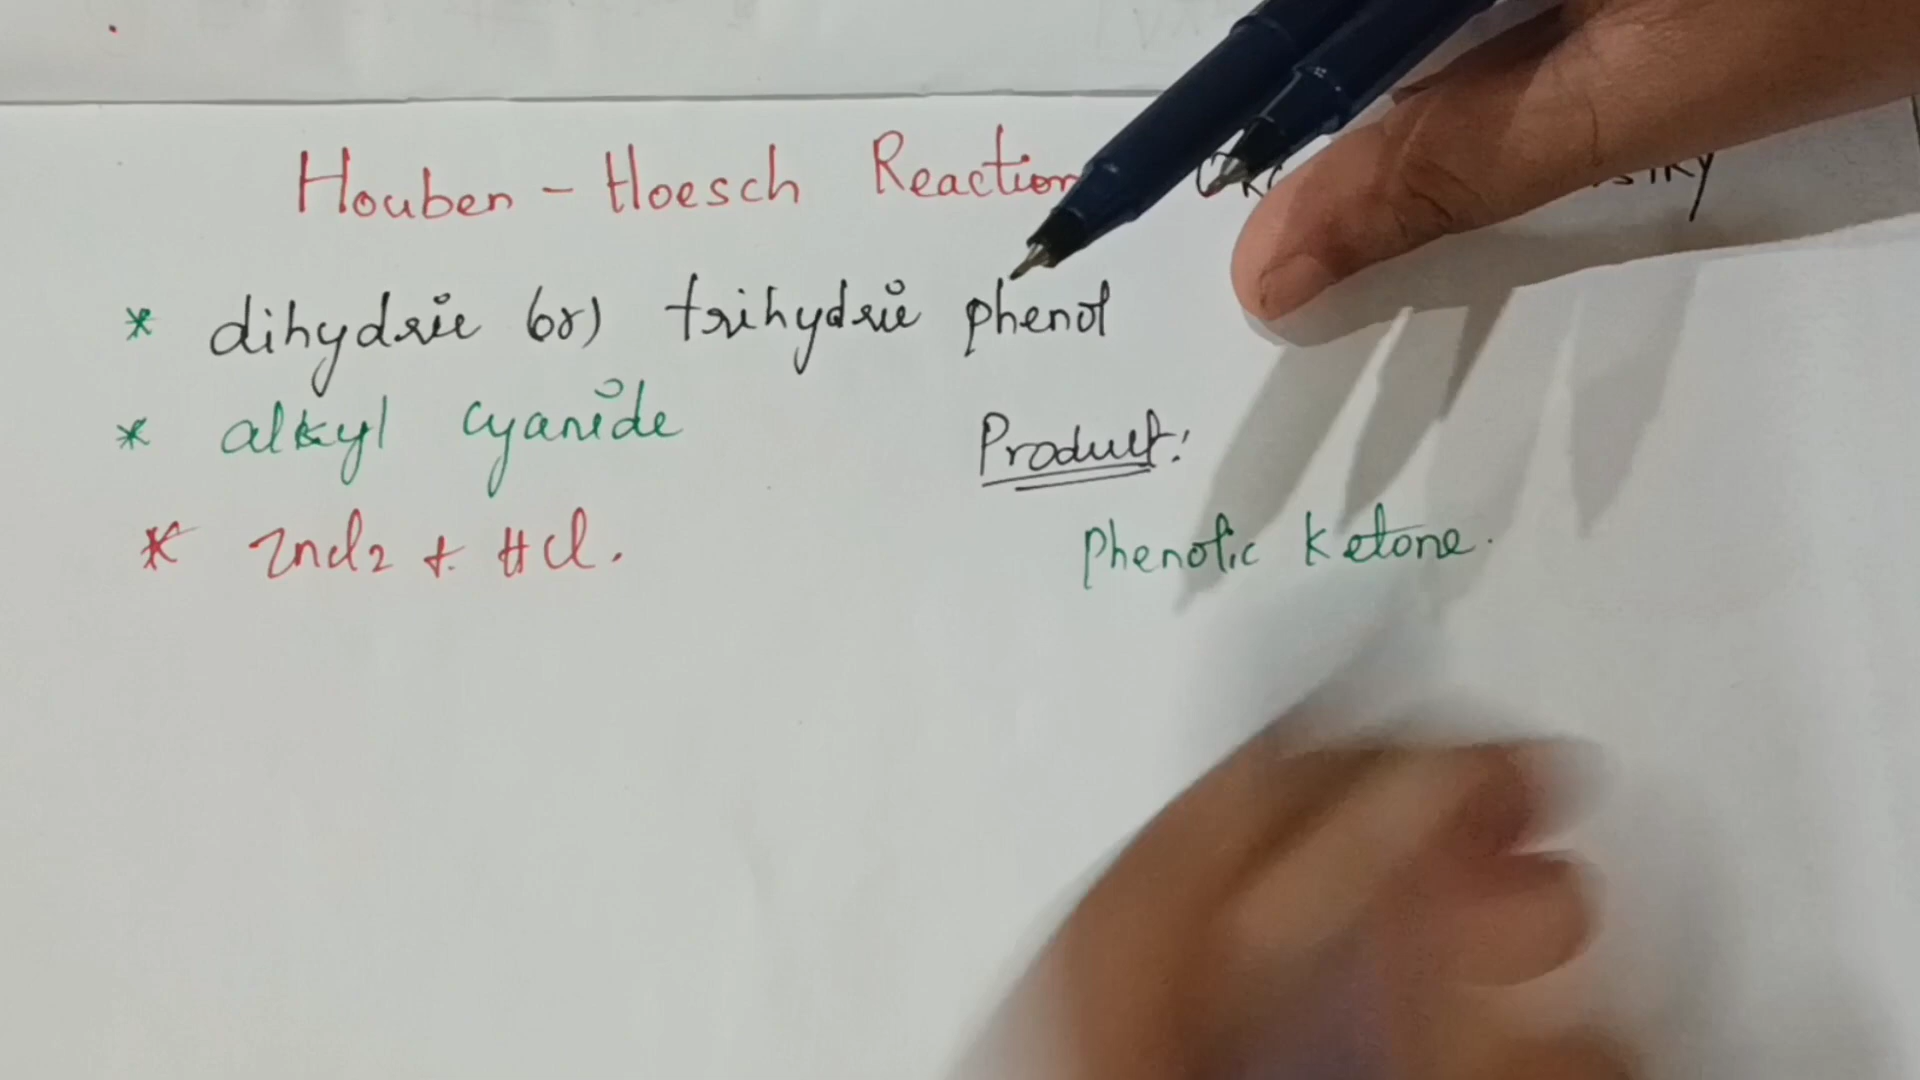 Houben - Hoesch Reaction
* dihydric (or) trihydric phenol
* alkyl cyanide
Product:
* ZnCl2 + HCl.
Phenolic Ketone.